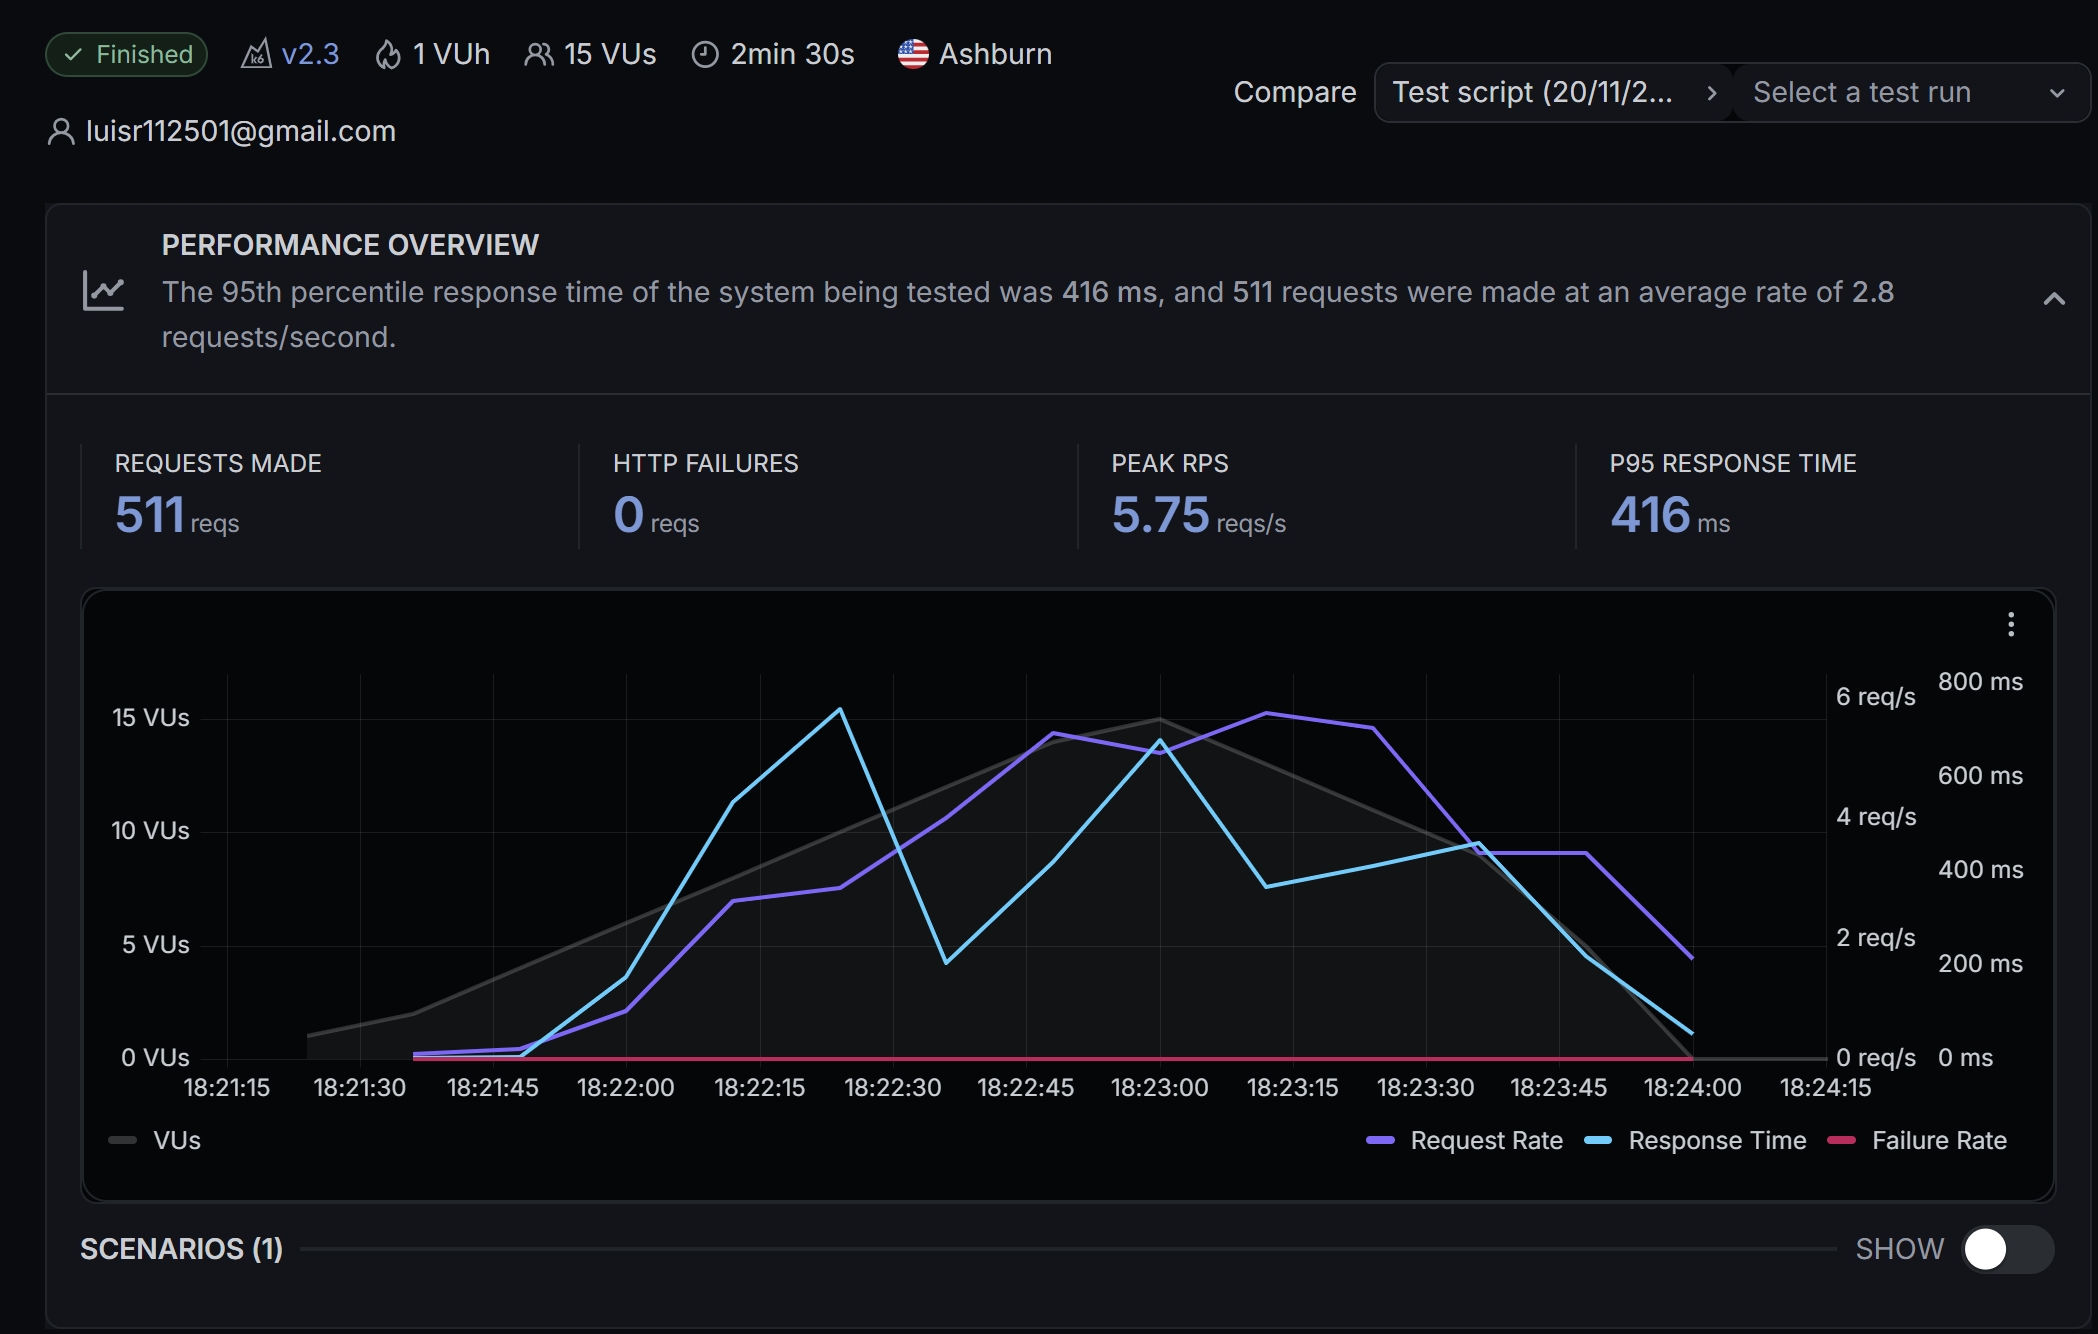 Finished k6 v2.3 1 VUh 15 VUs 2min 30s Ashburn
luisr112501@gmail.com
Compare Test script (20/11/2... Select a test run
PERFORMANCE OVERVIEW
The 95th percentile response time of the system being tested was 416 ms, and 511 requests were made at an average rate of 2.8
requests/second.
REQUESTS MADE
511 reqs
HTTP FAILURES
0 reqs
PEAK RPS
5.75 reqs/s
P95 RESPONSE TIME
416 ms
15 VUs
10 VUs
5 VUs
0 VUs
6 req/s
4 req/s
2 req/s
0 req/s
800 ms
600 ms
400 ms
200 ms
0 ms
18:21:15 18:21:30 18:21:45 18:22:00 18:22:15 18:22:30 18:22:45 18:23:00 18:23:15 18:23:30 18:23:45 18:24:00 18:24:15
VUs
Request Rate Response Time Failure Rate
SCENARIOS (1) SHOW